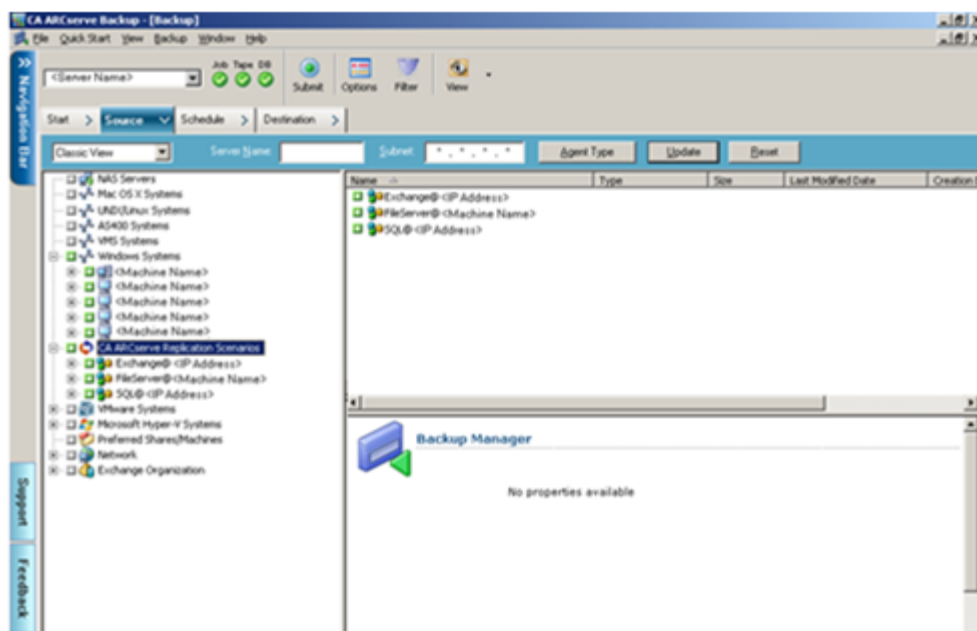 CA ARCserve Backup - [Backup]
File Quick Start View Backup Window Help
<Server Name>
Job Tape DB
Submit Options Filter View
Start > Source Schedule > Destination >
Classic View Server Name Subnet * . * . * . * Agent Type Update Reset
Navigation Bar
NAS Servers
Mac OS X Systems
UNIX/Linux Systems
AS400 Systems
VMS Systems
Windows Systems
<Machine Name>
<Machine Name>
<Machine Name>
<Machine Name>
<Machine Name>
CA ARCserve Replication Scenarios
Exchange@ <IP Address>
FileServer@ <Machine Name>
SQL@ <IP Address>
VMware Systems
Microsoft Hyper-V Systems
Preferred Shares/Machines
Network
Exchange Organization
Name Type Size Last Modified Date Creation
Exchange@ <IP Address>
FileServer@ <Machine Name>
SQL@ <IP Address>
Backup Manager
No properties available
Support
Feedback